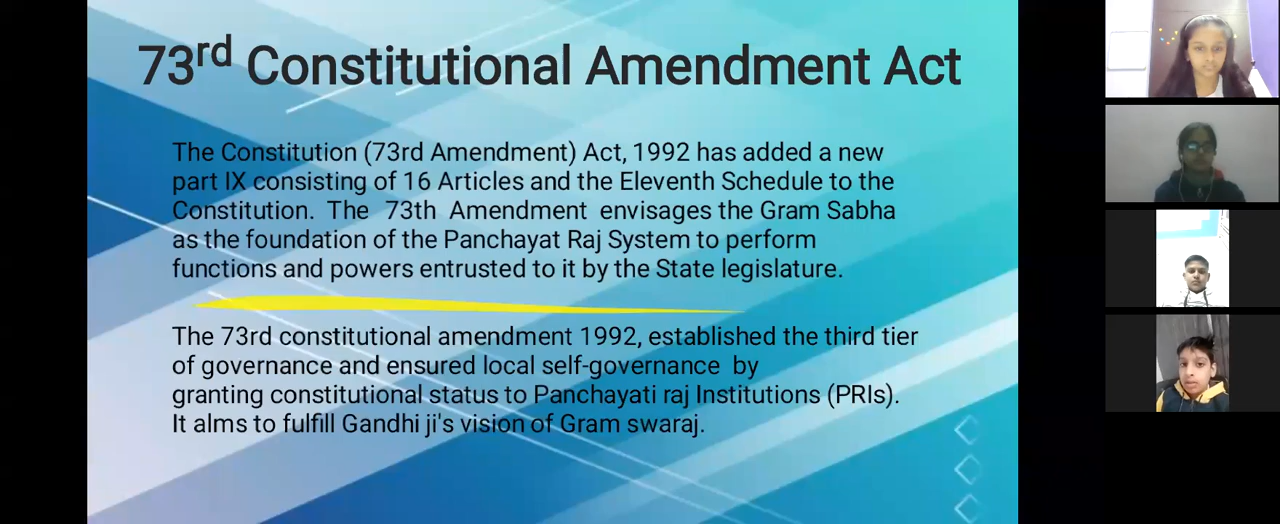 73rd Constitutional Amendment Act
The Constitution (73rd Amendment) Act, 1992 has added a new
part IX consisting of 16 Articles and the Eleventh Schedule to the
Constitution. The 73th Amendment envisages the Gram Sabha
as the foundation of the Panchayat Raj System to perform
functions and powers entrusted to it by the State legislature.
The 73rd constitutional amendment 1992, established the third tier
of governance and ensured local self-governance by
granting constitutional status to Panchayati raj Institutions (PRIs).
It alms to fulfill Gandhi ji's vision of Gram swaraj.